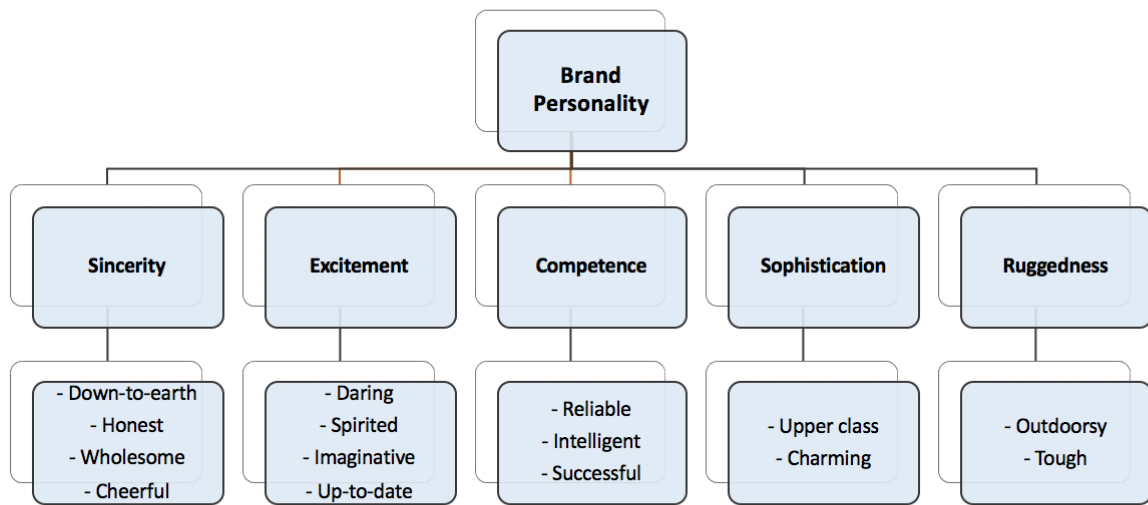 Brand
Personality
Sincerity
Excitement
Competence
Sophistication
Ruggedness
- Down-to-earth
- Honest
- Wholesome
- Cheerful
- Daring
- Spirited
- Imaginative
- Up-to-date
- Reliable
- Intelligent
- Successful
- Upper class
- Charming
- Outdoorsy
- Tough